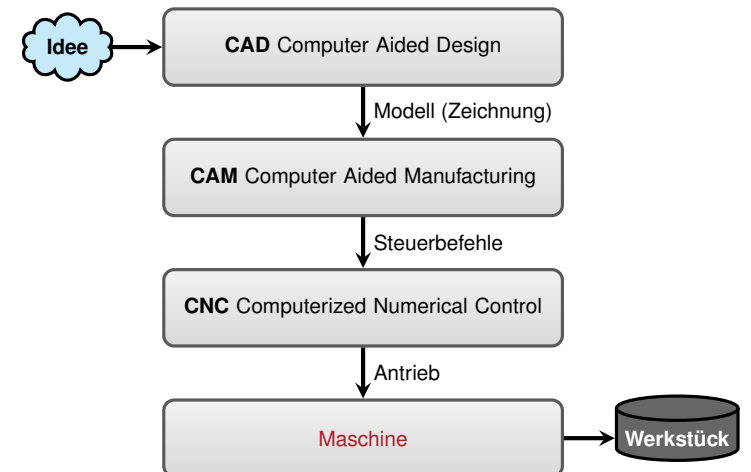 Idee
CAD Computer Aided Design
Modell (Zeichnung)
CAM Computer Aided Manufacturing
Steuerbefehle
CNC Computerized Numerical Control
Antrieb
Maschine
Werkstück